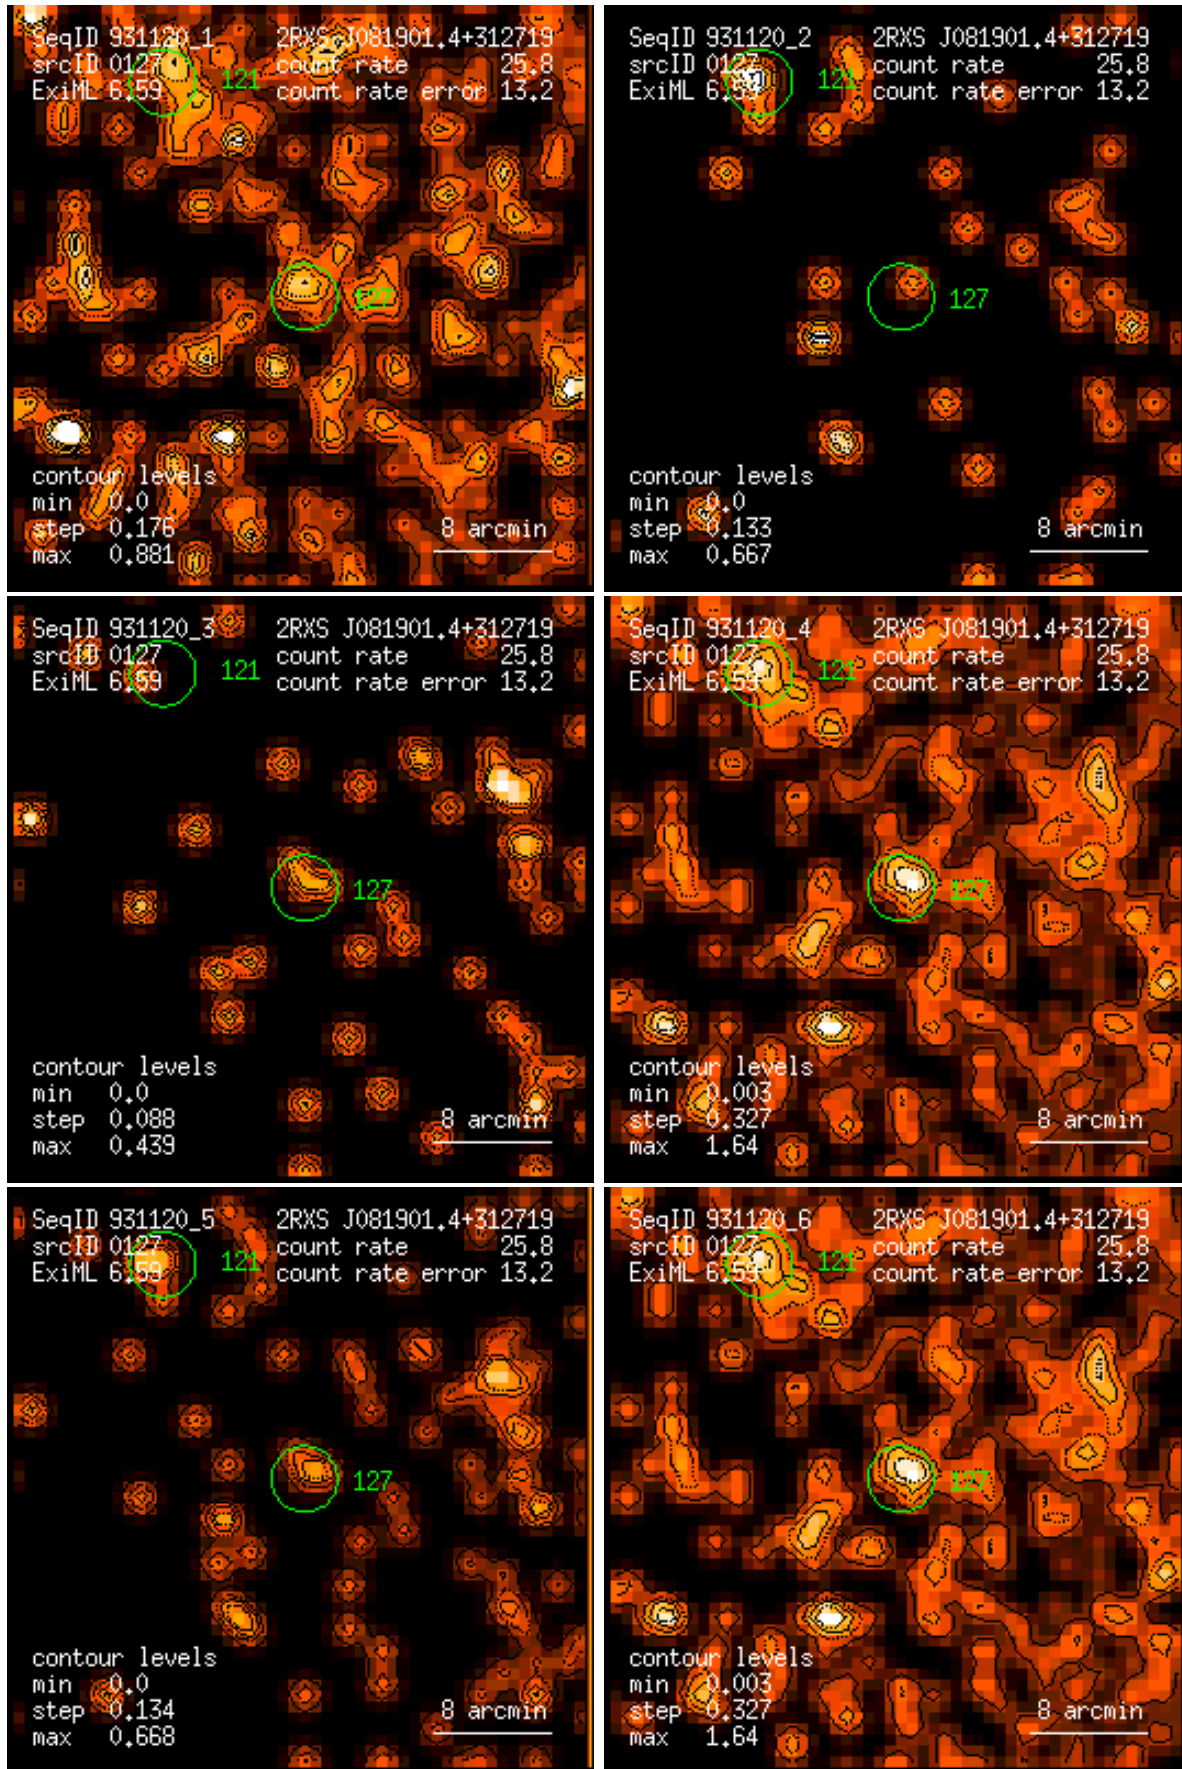 SeqID 931120_1 2RXS J081901.4+312719
srcID 0127 121 count rate 25.8
ExiML 6.59 count rate error 13.2
127
contour levels
min 0.0
step 0.176 8 arcmin
max 0.881
SeqID 931120_2 2RXS J081901.4+312719
srcID 0127 121 count rate 25.8
ExiML 6.59 count rate error 13.2
127
contour levels
min 0.0
step 0.133 8 arcmin
max 0.667
SeqID 931120_3 2RXS J081901.4+312719
srcID 0127 121 count rate 25.8
ExiML 6.59 count rate error 13.2
127
contour levels
min 0.0
step 0.088 8 arcmin
max 0.439
SeqID 931120_4 2RXS J081901.4+312719
srcID 0127 121 count rate 25.8
ExiML 6.59 count rate error 13.2
127
contour levels
min 0.003
step 0.327 8 arcmin
max 1.64
SeqID 931120_5 2RXS J081901.4+312719
srcID 0127 121 count rate 25.8
ExiML 6.59 count rate error 13.2
127
contour levels
min 0.0
step 0.134 8 arcmin
max 0.668
SeqID 931120_6 2RXS J081901.4+312719
srcID 0127 121 count rate 25.8
ExiML 6.59 count rate error 13.2
127
contour levels
min 0.003
step 0.327 8 arcmin
max 1.64